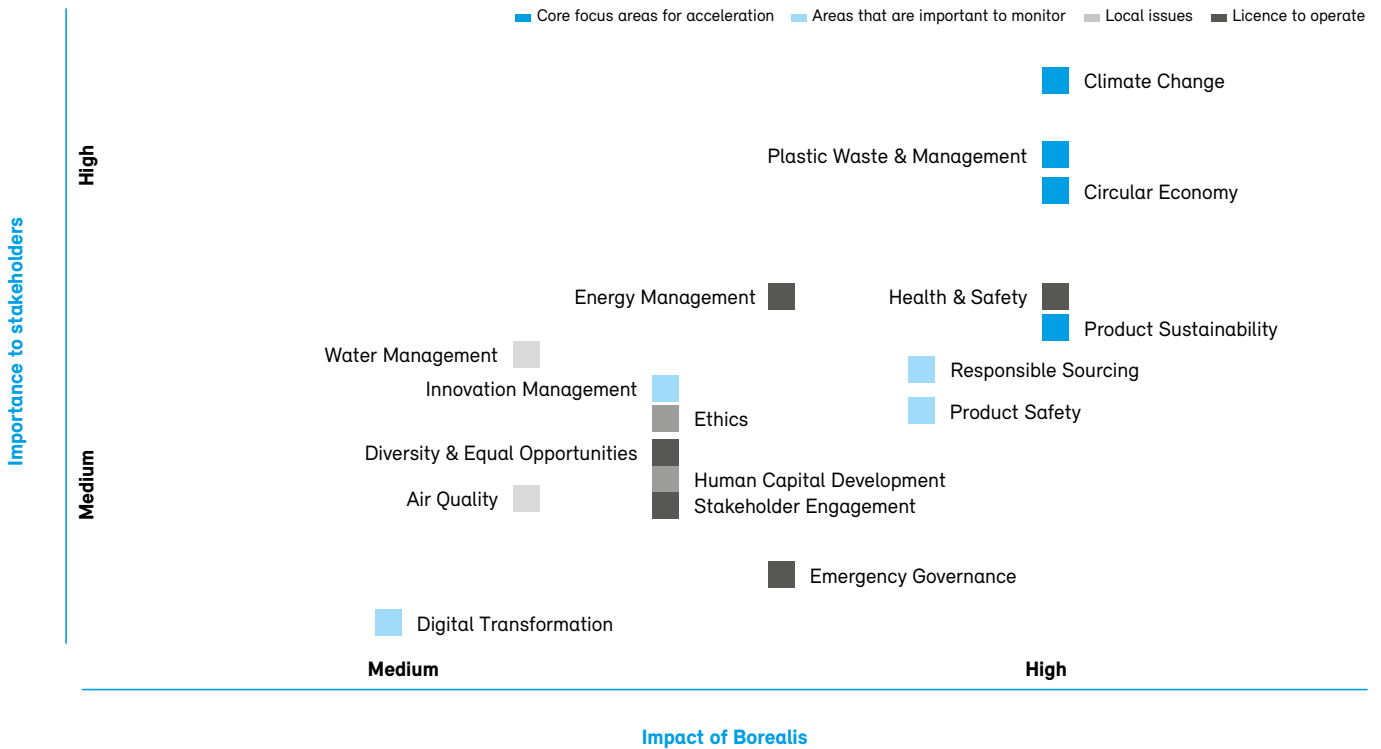 Core focus areas for acceleration
Areas that are important to monitor
Local issues
Licence to operate
Importance to stakeholders
High
Medium
Climate Change
Plastic Waste & Management
Circular Economy
Energy Management
Health & Safety
Product Sustainability
Water Management
Responsible Sourcing
Innovation Management
Product Safety
Ethics
Diversity & Equal Opportunities
Human Capital Development
Air Quality
Stakeholder Engagement
Emergency Governance
Digital Transformation
Medium
High
Impact of Borealis